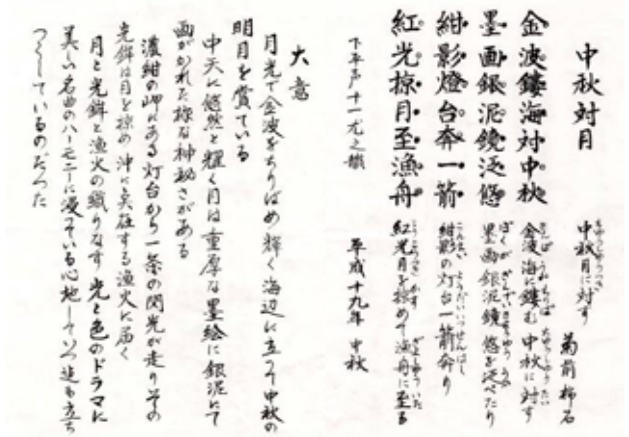 中秋対月
金波鏤海対中秋
墨画銀泥鏡泛悠
紺影燈台奔一箭
紅光掠月至漁舟
下平声十一尤之韻
中秋月に対す
菊前柿石
金波海に鏤む中秋に対す
墨画銀泥鏡悠を泛べたり
紺影の灯台一箭奔り
紅光月を掠めて漁舟に至る
平成十九年 中秋
大意
月光で金波をちりばめ輝く海辺に立って中秋の
明月を賞ている
中天に悠然と耀く月は重厚な墨絵に銀泥にて
画がかれた様な神秘さがある
濃紺の岬にある灯台から一条の閃光が走りその
光鉾は月を掠め沖に点在する漁火に届く
月と光鉾と漁火の織りなす光と色のドラマに
美しい名曲のハーモニーに浸っている心地していつ迄も立ち
つくしているのだった